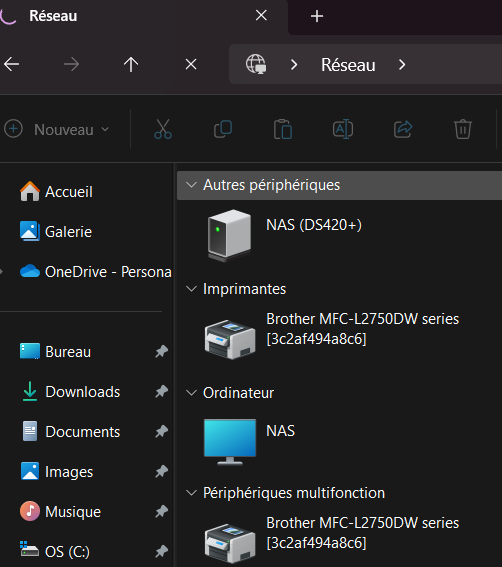 Réseau
Réseau
Nouveau
Accueil
Galerie
OneDrive - Persona
Bureau
Downloads
Documents
Images
Musique
OS (C:)
Autres périphériques
NAS (DS420+)
Imprimantes
Brother MFC-L2750DW series
[3c2af494a8c6]
Ordinateur
NAS
Périphériques multifonction
Brother MFC-L2750DW series
[3c2af494a8c6]